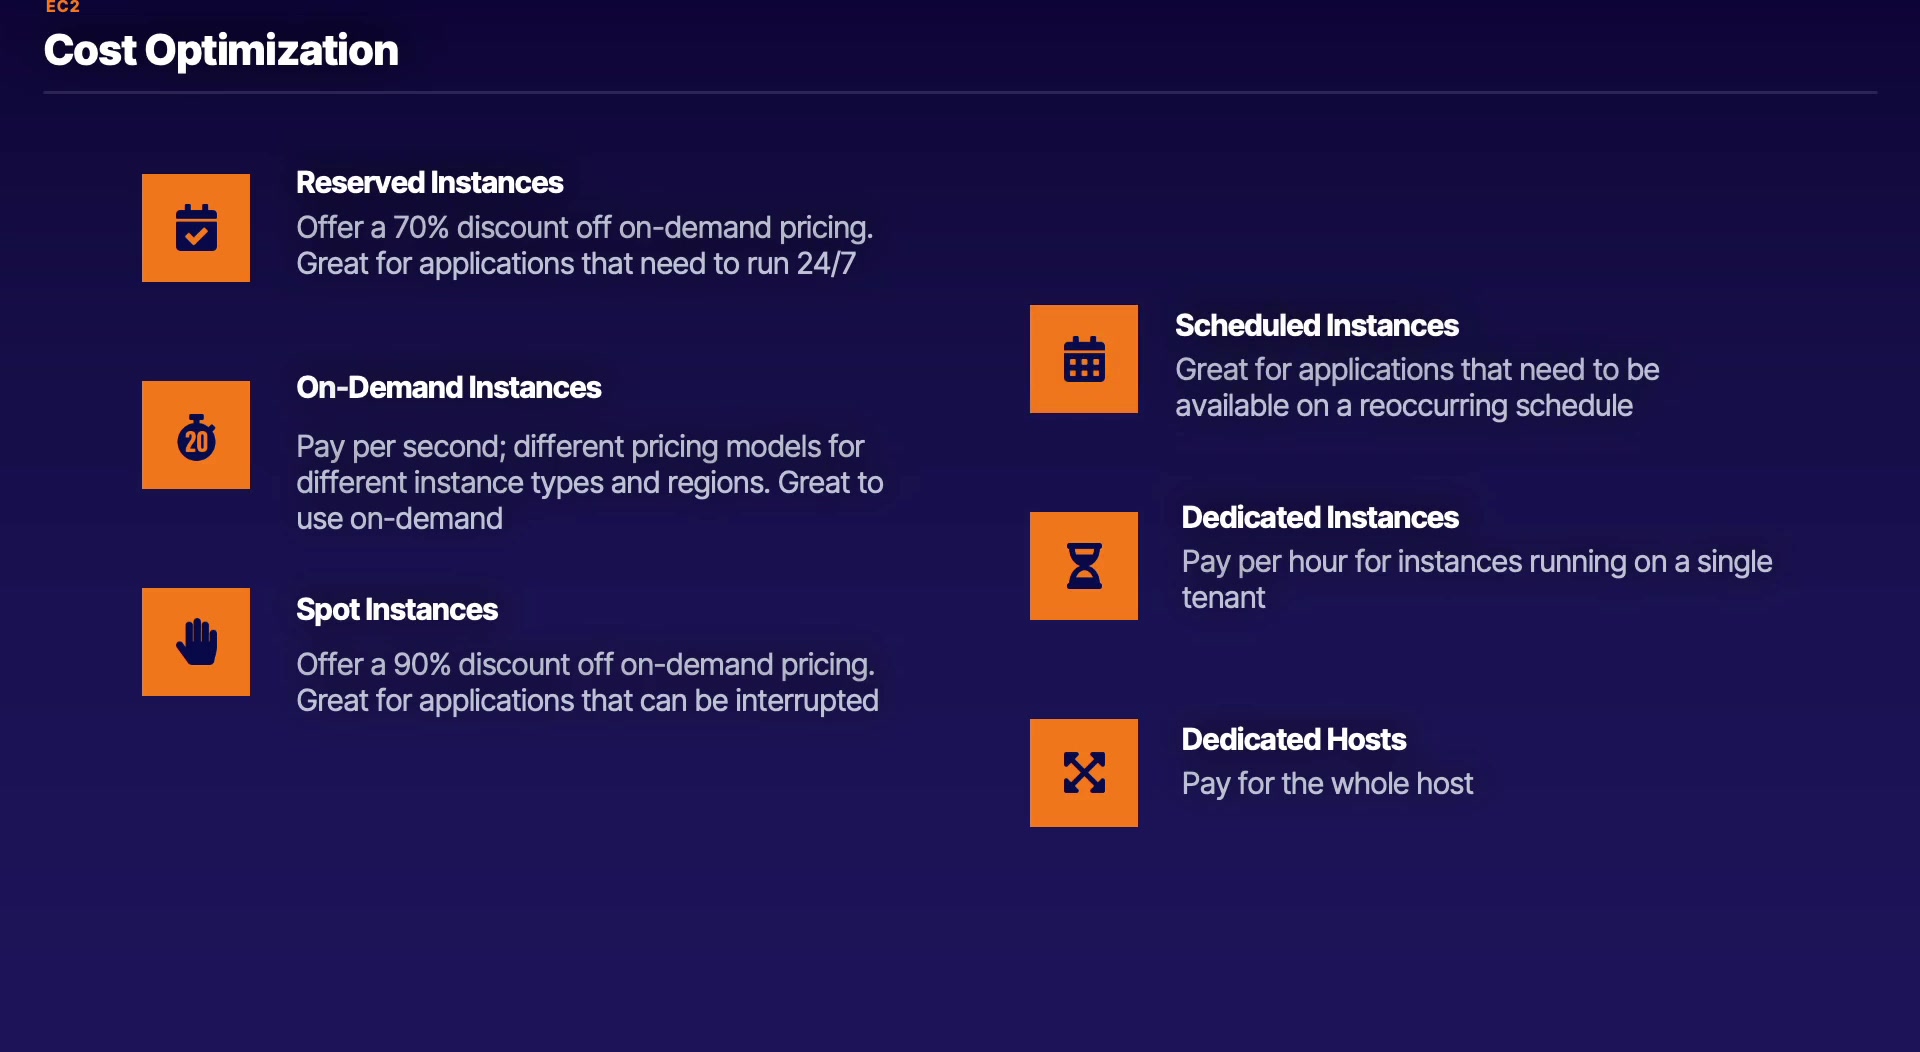 EC2
Cost Optimization
Reserved Instances
Offer a 70% discount off on-demand pricing.
Great for applications that need to run 24/7
On-Demand Instances
Pay per second; different pricing models for
different instance types and regions. Great to
use on-demand
20
Spot Instances
Offer a 90% discount off on-demand pricing.
Great for applications that can be interrupted
Scheduled Instances
Great for applications that need to be
available on a reoccurring schedule
Dedicated Instances
Pay per hour for instances running on a single
tenant
Dedicated Hosts
Pay for the whole host